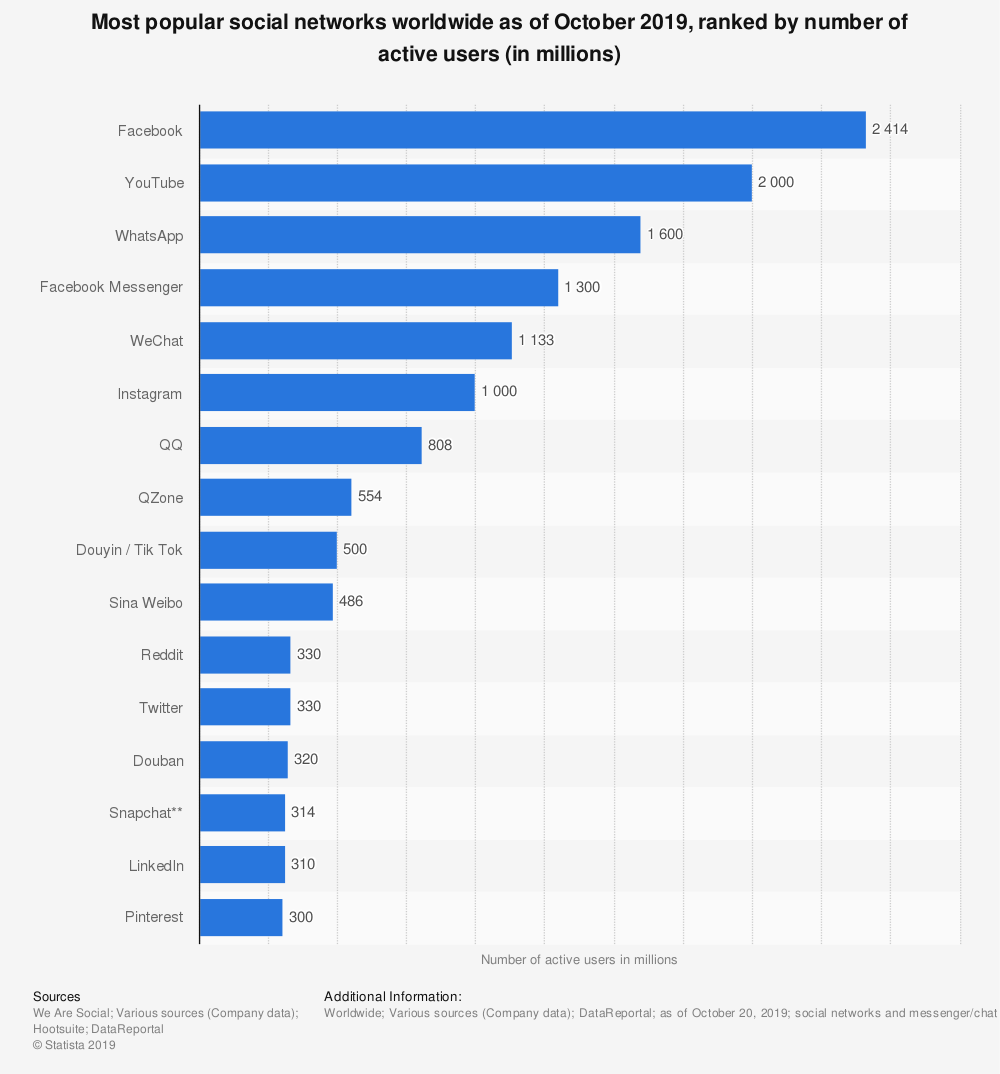 Most popular social networks worldwide as of October 2019, ranked by number of
active users (in millions)
Facebook 2 414
YouTube 2 000
WhatsApp 1 600
Facebook Messenger 1 300
WeChat 1 133
Instagram 1 000
QQ 808
QZone 554
Douyin / Tik Tok 500
Sina Weibo 486
Reddit 330
Twitter 330
Douban 320
Snapchat** 314
LinkedIn 310
Pinterest 300
Number of active users in millions
Sources
We Are Social; Various sources (Company data);
Hootsuite; DataReportal
© Statista 2019
Additional Information:
Worldwide; Various sources (Company data); DataReportal; as of October 20, 2019; social networks and messenger/chat